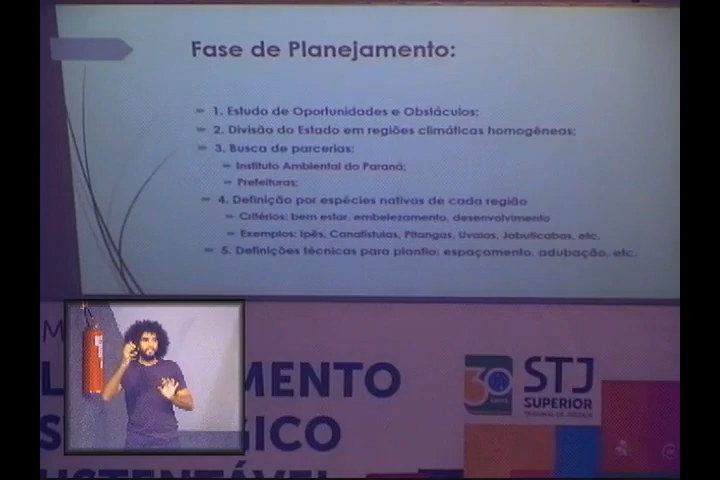 Fase de Planejamento:
1. Estudo de Oportunidades e Obstáculos;
2. Divisão do Estado em regiões climáticas homogêneas;
3. Busca de parcerias:
Instituto Ambiental do Paraná;
Prefeituras;
4. Definição por espécies nativas de cada região
Critérios: bem estar, embelezamento, desenvolvimento
Exemplos: Ipês, Canafístulas, Pitangas, Uvaias, Jabuticabas, etc.
5. Definições técnicas para plantio: espaçamento, adubação, etc.
MENTO
GICO
30
STJ
SUPERIOR
TRIBUNAL DE JUSTIÇA